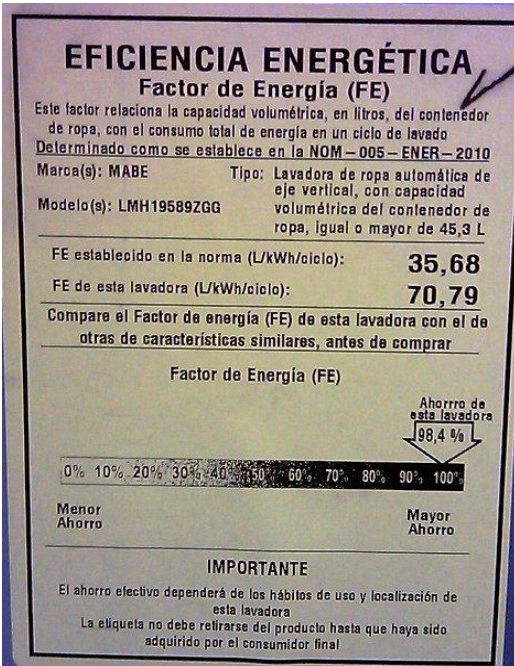 EFICIENCIA ENERGÉTICA
Factor de Energía (FE)
Este factor relaciona la capacidad volumétrica, en litros, del contenedor
de ropa, con el consumo total de energía en un ciclo de lavado
Determinado como se establece en la NOM-005-ENER-2010
Marca(s): MABE
Modelo(s): LMH19589ZGG
Tipo: Lavadora de ropa automática de
eje vertical, con capacidad
volumétrica del contenedor de
ropa, igual o mayor de 45,3 L
FE establecido en la norma (L/kWh/ciclo): 35,68
FE de esta lavadora (L/kWh/ciclo): 70,79
Compare el Factor de energía (FE) de esta lavadora con el de
otras de características similares, antes de comprar
Factor de Energía (FE)
Ahorrro de
esta lavadora
98,4 %
0% 10% 20% 30% 40% 50% 60% 70% 80% 90% 100%
Menor
Ahorro
Mayor
Ahorro
IMPORTANTE
El ahorro efectivo dependerá de los hábitos de uso y localización de
esta lavadora
La etiqueta no debe retirarse del producto hasta que haya sido
adquirido por el consumidor final